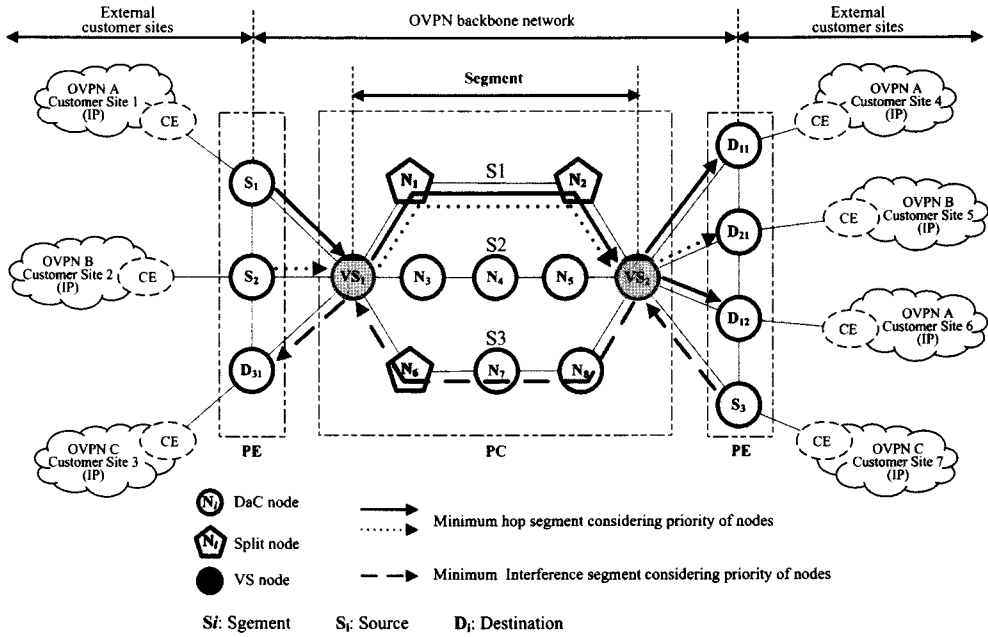 External
customer sites
OVPN backbone network
External
customer sites
Segment
OVPN A
Customer Site 1
(IP)
CE
OVPN B
Customer Site 2
(IP)
CE
OVPN C
Customer Site 3
(IP)
CE
S1
S2
D31
PE
VS1
N1
S1
N2
S2
N3
N4
N5
S3
N6
N7
N8
VS2
PC
D11
D21
D12
S3
PE
CE
OVPN A
Customer Site 4
(IP)
CE
OVPN B
Customer Site 5
(IP)
CE
OVPN A
Customer Site 6
(IP)
CE
OVPN C
Customer Site 7
(IP)
Ni DaC node
Ni Split node
VS node
Minimum hop segment considering priority of nodes
Minimum Interference segment considering priority of nodes
Si: Sgement Si: Source Di: Destination